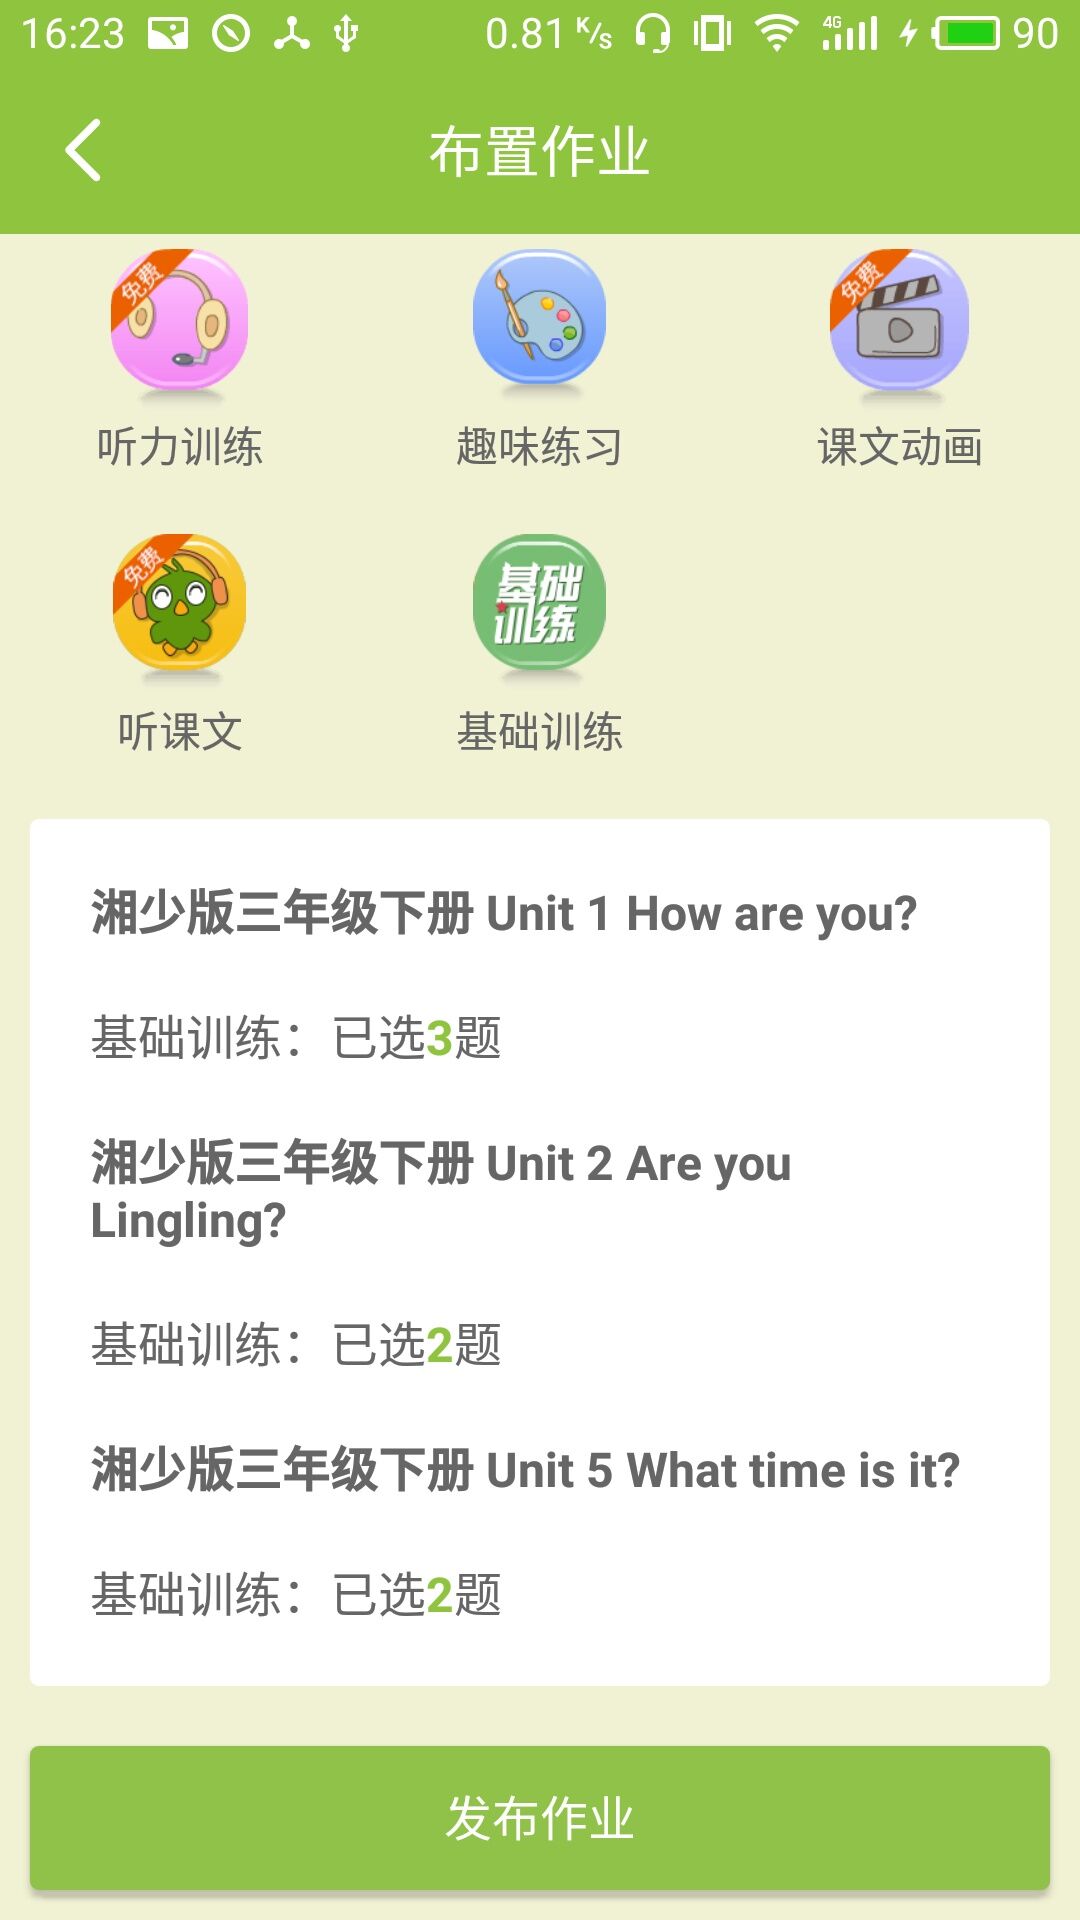 16:23 0.81 K/s 4G 90
布置作业
免费 免费
听力训练 趣味练习 课文动画
免费 基础
训练
听课文 基础训练
湘少版三年级下册 Unit 1 How are you?
基础训练：已选3题
湘少版三年级下册 Unit 2 Are you
Lingling?
基础训练：已选2题
湘少版三年级下册 Unit 5 What time is it?
基础训练：已选2题
发布作业